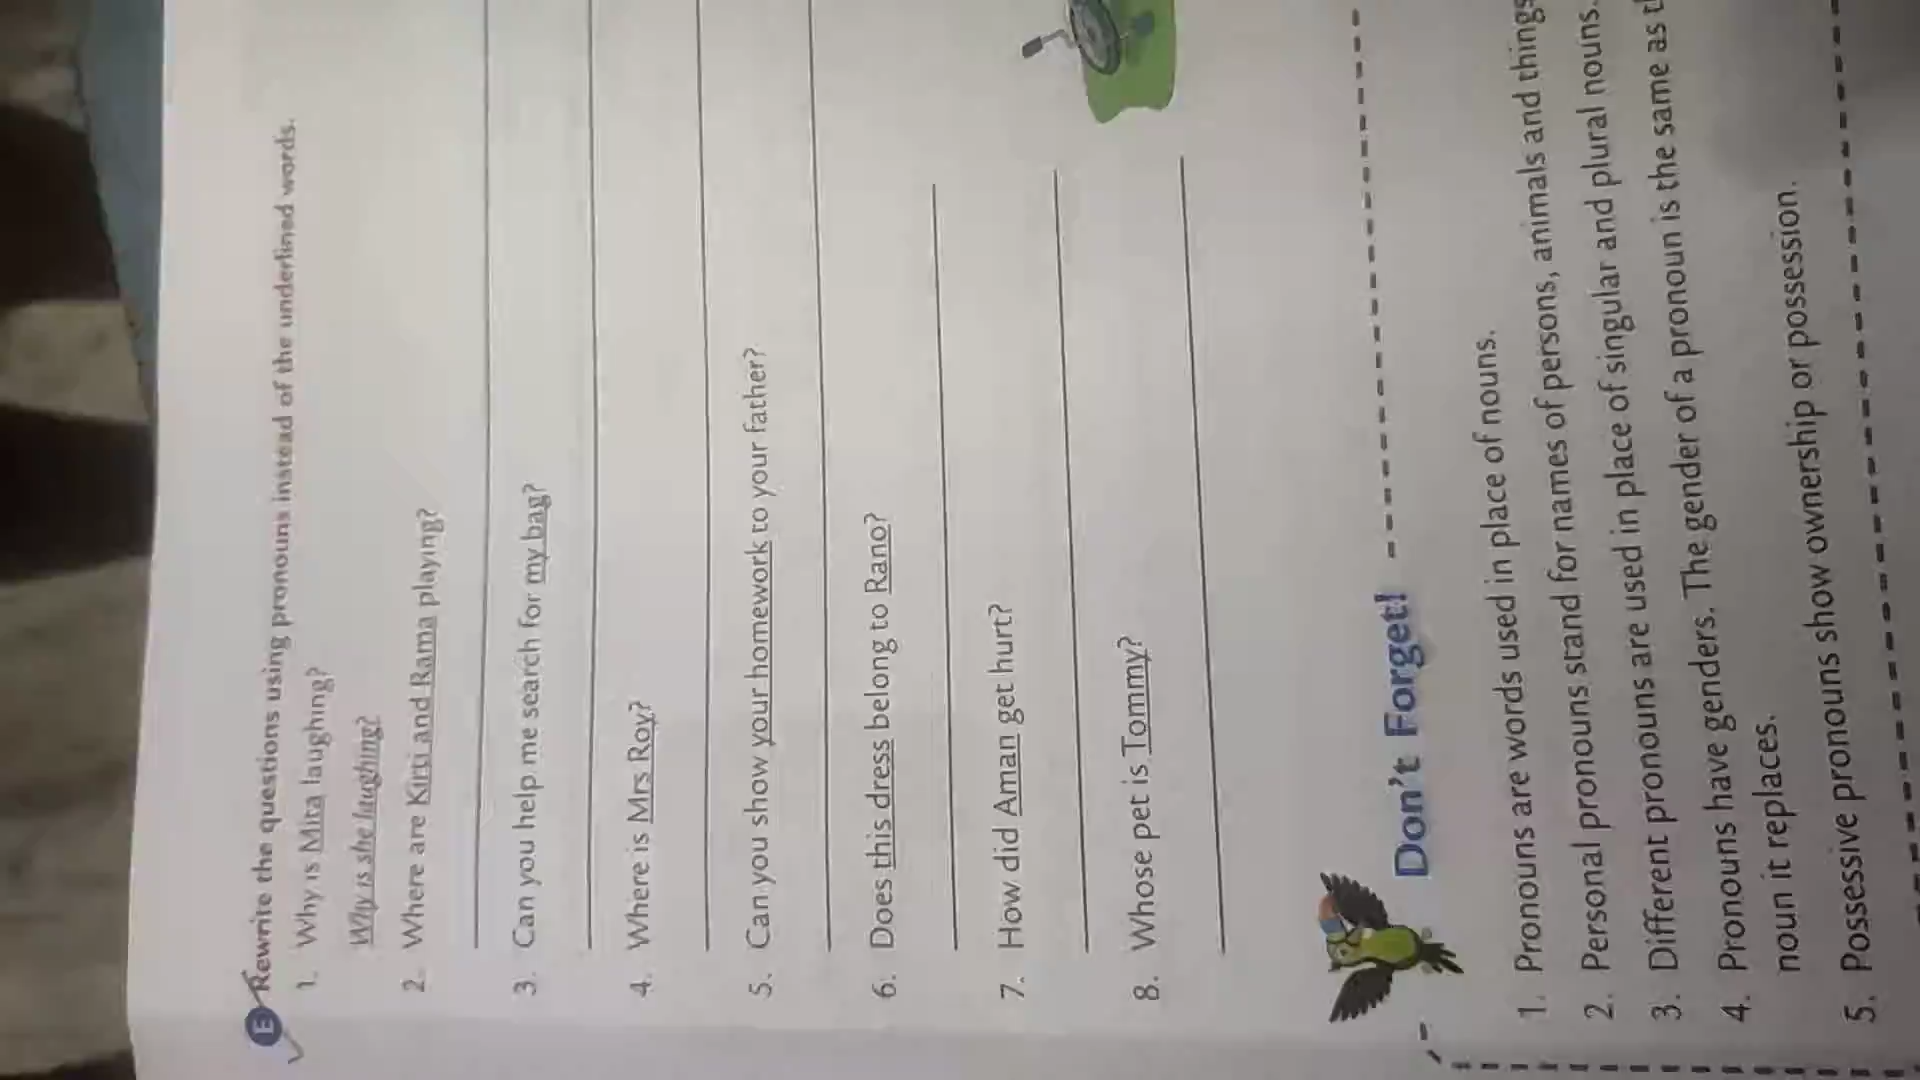 E Rewrite the questions using pronouns instead of the underlined words.
1. Why is Mita laughing?
Why is she laughing?
2. Where are Kirti and Rama playing?
3. Can you help me search for my bag?
4. Where is Mrs Roy?
5. Can you show your homework to your father?
6. Does this dress belong to Rano?
7. How did Aman get hurt?
8. Whose pet is Tommy?
Don't Forget!
1. Pronouns are words used in place of nouns.
2. Personal pronouns stand for names of persons, animals and things
3. Different pronouns are used in place of singular and plural nouns.
4. Pronouns have genders. The gender of a pronoun is the same as
noun it replaces.
5. Possessive pronouns show ownership or possession.